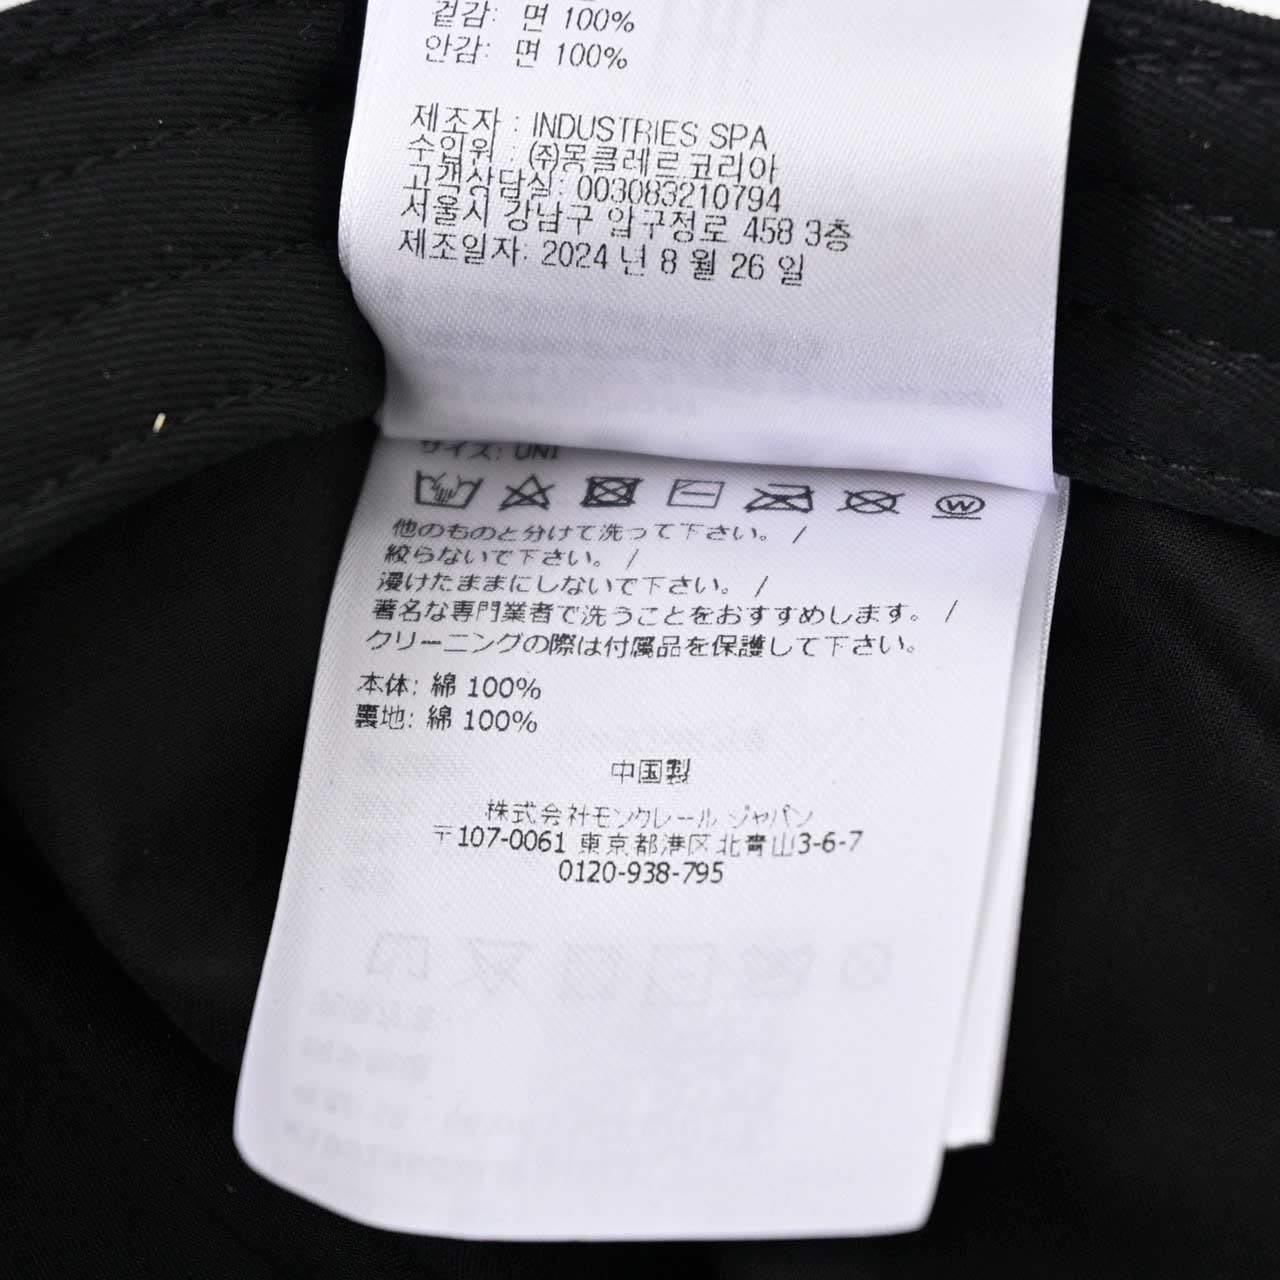 겉감: 면 100%
안감: 면 100%
제조자 : INDUSTRIES SPA
수입원 : ㈜몽클레르코리아
고객상담실: 003083210794
서울시 강남구 압구정로 458 3층
제조일자: 2024 년 8 월 26 일
サイズ: UNI
W
他のものと分けて洗って下さい。 /
絞らないで下さい。 /
浸けたままにしないで下さい。 /
著名な専門業者で洗うことをおすすめします。 /
クリーニングの際は付属品を保護して下さい。
本体: 綿 100%
裏地: 綿 100%
中国製
株式会社モンクレール ジャパン
〒107-0061 東京都港区北青山3-6-7
0120-938-795